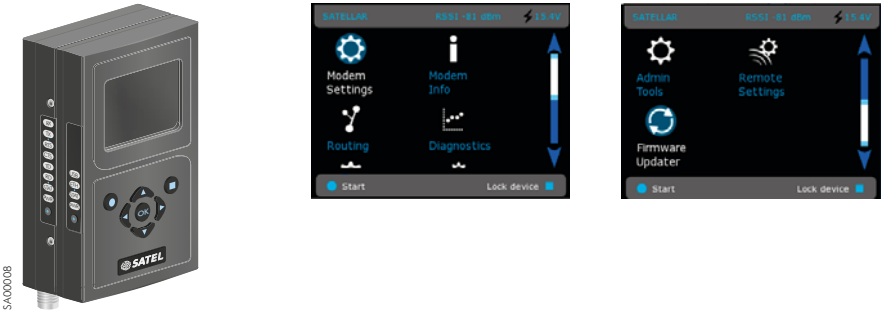 SATELLAR RSSI -81 dBm 15.4V
Modem
Settings
Modem
Info
Routing
Diagnostics
Start Lock device
SATELLAR RSSI -81 dBm 15.4V
Admin
Tools
Remote
Settings
Firmware
Updater
Start Lock device
OK
SATEL
SA00008